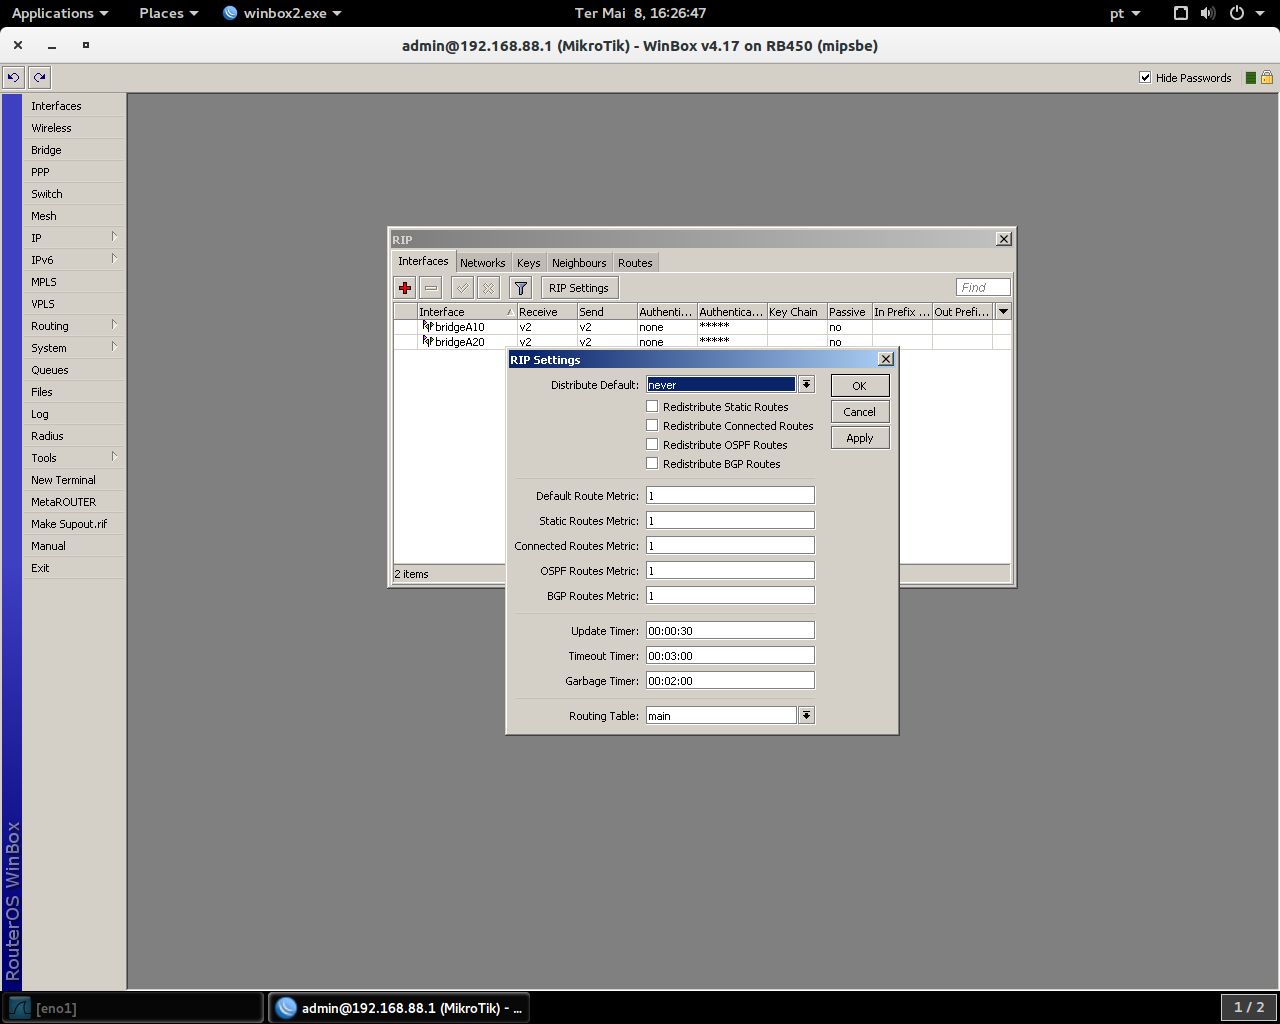 Applications Places winbox2.exe Ter Mai 8, 16:26:47 pt
admin@192.168.88.1 (MikroTik) - WinBox v4.17 on RB450 (mipsbe)
Hide Passwords
Interfaces
Wireless
Bridge
PPP
Switch
Mesh
IP
IPv6
MPLS
VPLS
Routing
System
Queues
Files
Log
Radius
Tools
New Terminal
MetaROUTER
Make Supout.rif
Manual
Exit
RouterOS WinBox
RIP
Interfaces Networks Keys Neighbours Routes
RIP Settings Find
Interface Receive Send Authenti... Authentica... Key Chain Passive In Prefix ... Out Prefi...
bridgeA10 v2 v2 none ***** no
bridgeA20 v2 v2 none ***** no
2 items
RIP Settings
Distribute Default: never
Redistribute Static Routes
Redistribute Connected Routes
Redistribute OSPF Routes
Redistribute BGP Routes
OK
Cancel
Apply
Default Route Metric: 1
Static Routes Metric: 1
Connected Routes Metric: 1
OSPF Routes Metric: 1
BGP Routes Metric: 1
Update Timer: 00:00:30
Timeout Timer: 00:03:00
Garbage Timer: 00:02:00
Routing Table: main
[eno1] admin@192.168.88.1 (MikroTik) - ... 1 / 2